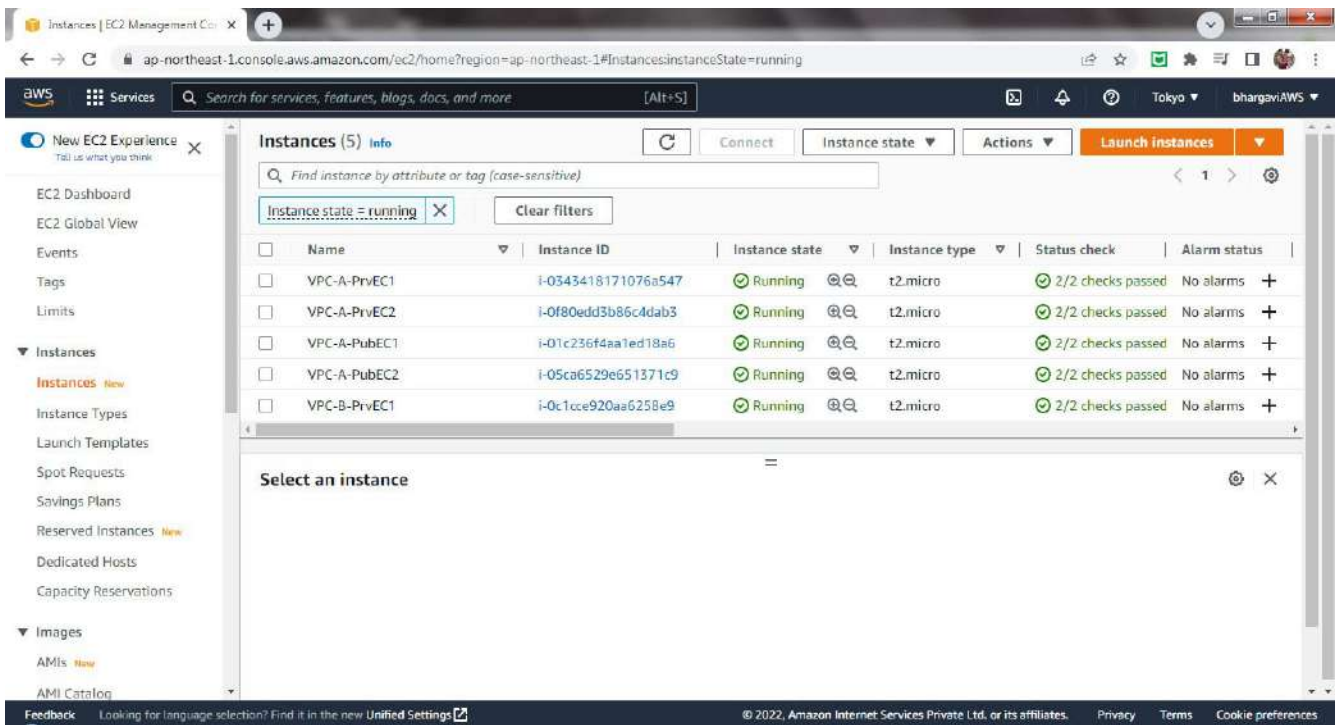 Instances | EC2 Management Co
ap-northeast-1.console.aws.amazon.com/ec2/home?region=ap-northeast-1#Instances:instanceState=running
aws Services Search for services, features, blogs, docs, and more [Alt+S] Tokyo bhargaviAWS
New EC2 Experience
Tell us what you think
EC2 Dashboard
EC2 Global View
Events
Tags
Limits
Instances
Instances New
Instance Types
Launch Templates
Spot Requests
Savings Plans
Reserved Instances New
Dedicated Hosts
Capacity Reservations
Images
AMIs New
AMI Catalog
Instances (5) Info Connect Instance state Actions Launch instances
Find instance by attribute or tag (case-sensitive) 1
Instance state = running Clear filters
Name Instance ID Instance state Instance type Status check Alarm status
VPC-A-PrvEC1 i-0343418171076a547 Running t2.micro 2/2 checks passed No alarms +
VPC-A-PrvEC2 i-0f80edd3b86c4dab3 Running t2.micro 2/2 checks passed No alarms +
VPC-A-PubEC1 i-01c236f4aa1ed18a6 Running t2.micro 2/2 checks passed No alarms +
VPC-A-PubEC2 i-05ca6529e651371c9 Running t2.micro 2/2 checks passed No alarms +
VPC-B-PrvEC1 i-0c1cce920aa6258e9 Running t2.micro 2/2 checks passed No alarms +
Select an instance
Feedback Looking for language selection? Find it in the new Unified Settings © 2022, Amazon Internet Services Private Ltd. or its affiliates. Privacy Terms Cookie preferences